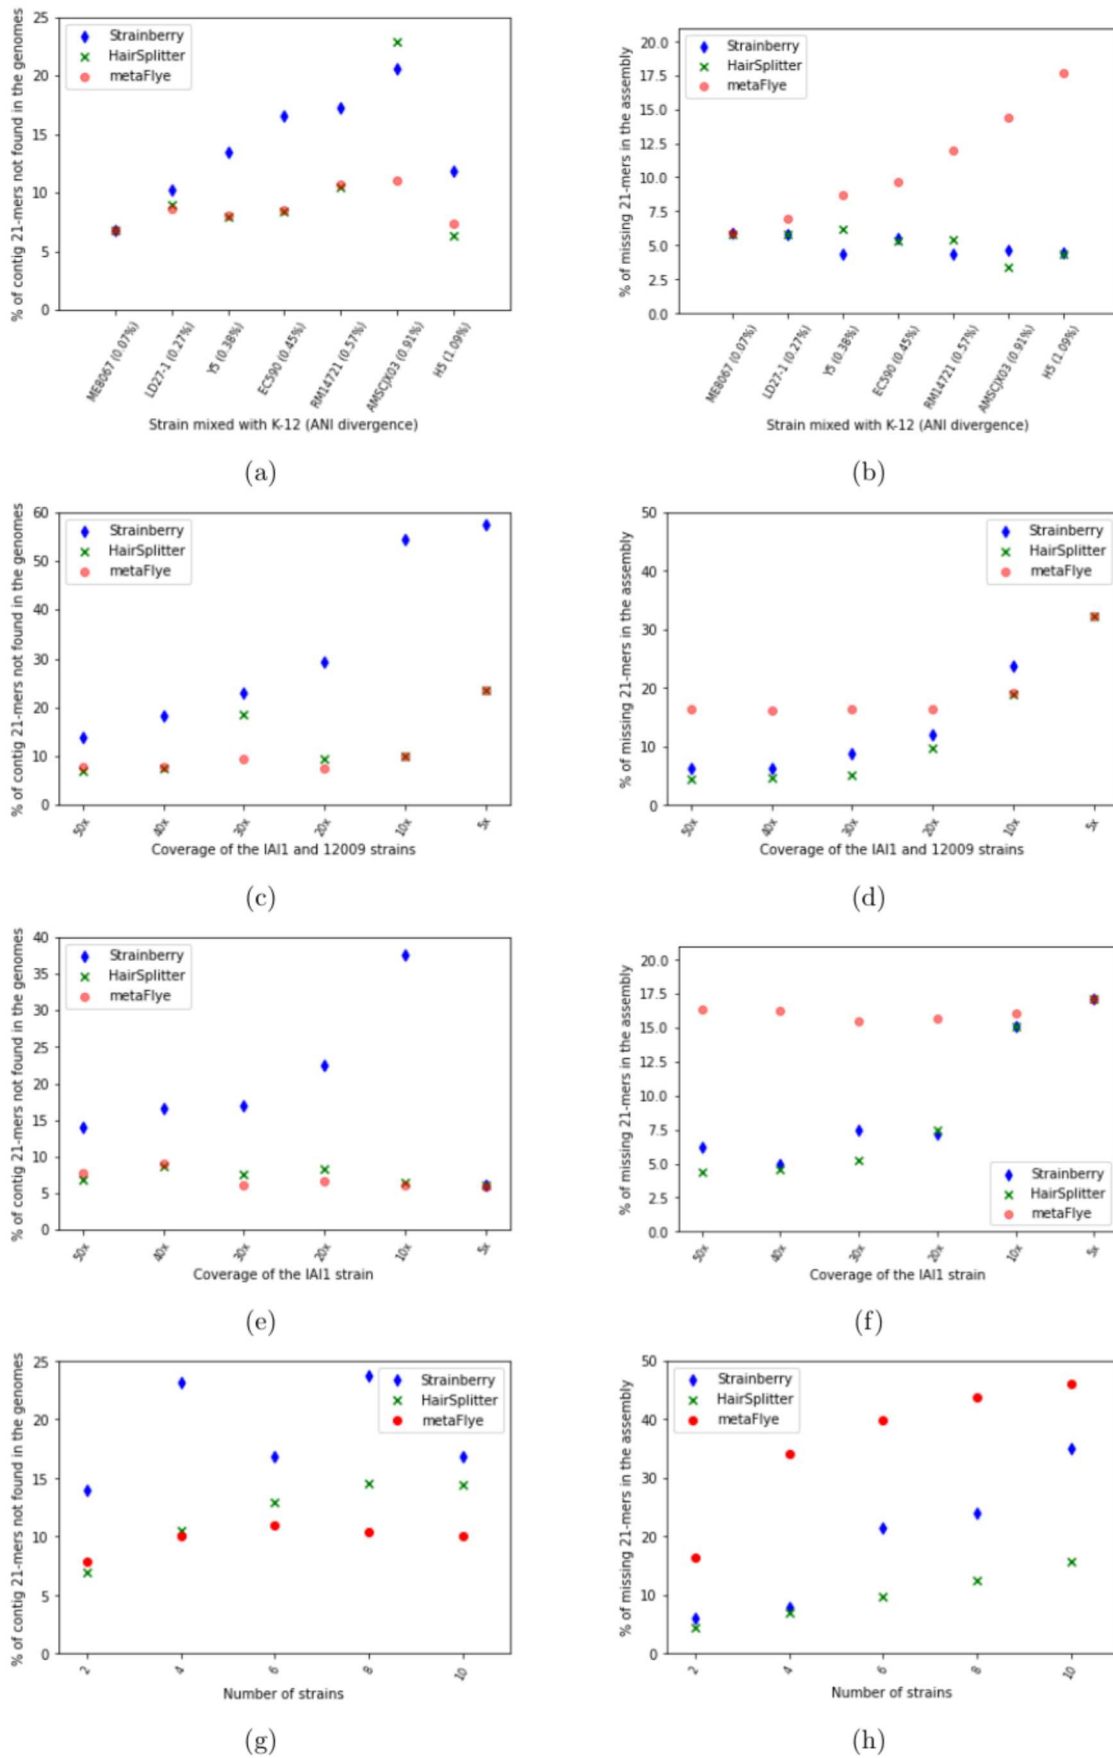 % of contig 21-mers not found in the genomes
25
20
15
10
5
0
Strainberry
HairSplitter
metaFlye
ME8067 (0.07%)
LD27-1 (0.27%)
Y5 (0.38%)
EC590 (0.45%)
RM14721 (0.57%)
AMSCJX03 (0.91%)
H5 (1.09%)
Strain mixed with K-12 (ANI divergence)
(a)
% of missing 21-mers in the assembly
20.0
17.5
15.0
12.5
10.0
7.5
5.0
2.5
0.0
Strainberry
HairSplitter
metaFlye
ME8067 (0.07%)
LD27-1 (0.27%)
Y5 (0.38%)
EC590 (0.45%)
RM14721 (0.57%)
AMSCJX03 (0.91%)
H5 (1.09%)
Strain mixed with K-12 (ANI divergence)
(b)
% of contig 21-mers not found in the genomes
60
50
40
30
20
10
0
Strainberry
HairSplitter
metaFlye
50x
40x
30x
20x
10x
5x
Coverage of the IAI1 and 12009 strains
(c)
% of missing 21-mers in the assembly
50
40
30
20
10
0
Strainberry
HairSplitter
metaFlye
50x
40x
30x
20x
10x
5x
Coverage of the IAI1 and 12009 strains
(d)
% of contig 21-mers not found in the genomes
40
35
30
25
20
15
10
5
0
Strainberry
HairSplitter
metaFlye
50x
40x
30x
20x
10x
5x
Coverage of the IAI1 strain
(e)
% of missing 21-mers in the assembly
20.0
17.5
15.0
12.5
10.0
7.5
5.0
2.5
0.0
Strainberry
HairSplitter
metaFlye
50x
40x
30x
20x
10x
5x
Coverage of the IAI1 strain
(f)
% of contig 21-mers not found in the genomes
25
20
15
10
5
0
Strainberry
HairSplitter
metaFlye
2
4
6
8
10
Number of strains
(g)
% of missing 21-mers in the assembly
50
40
30
20
10
0
Strainberry
HairSplitter
metaFlye
2
4
6
8
10
Number of strains
(h)